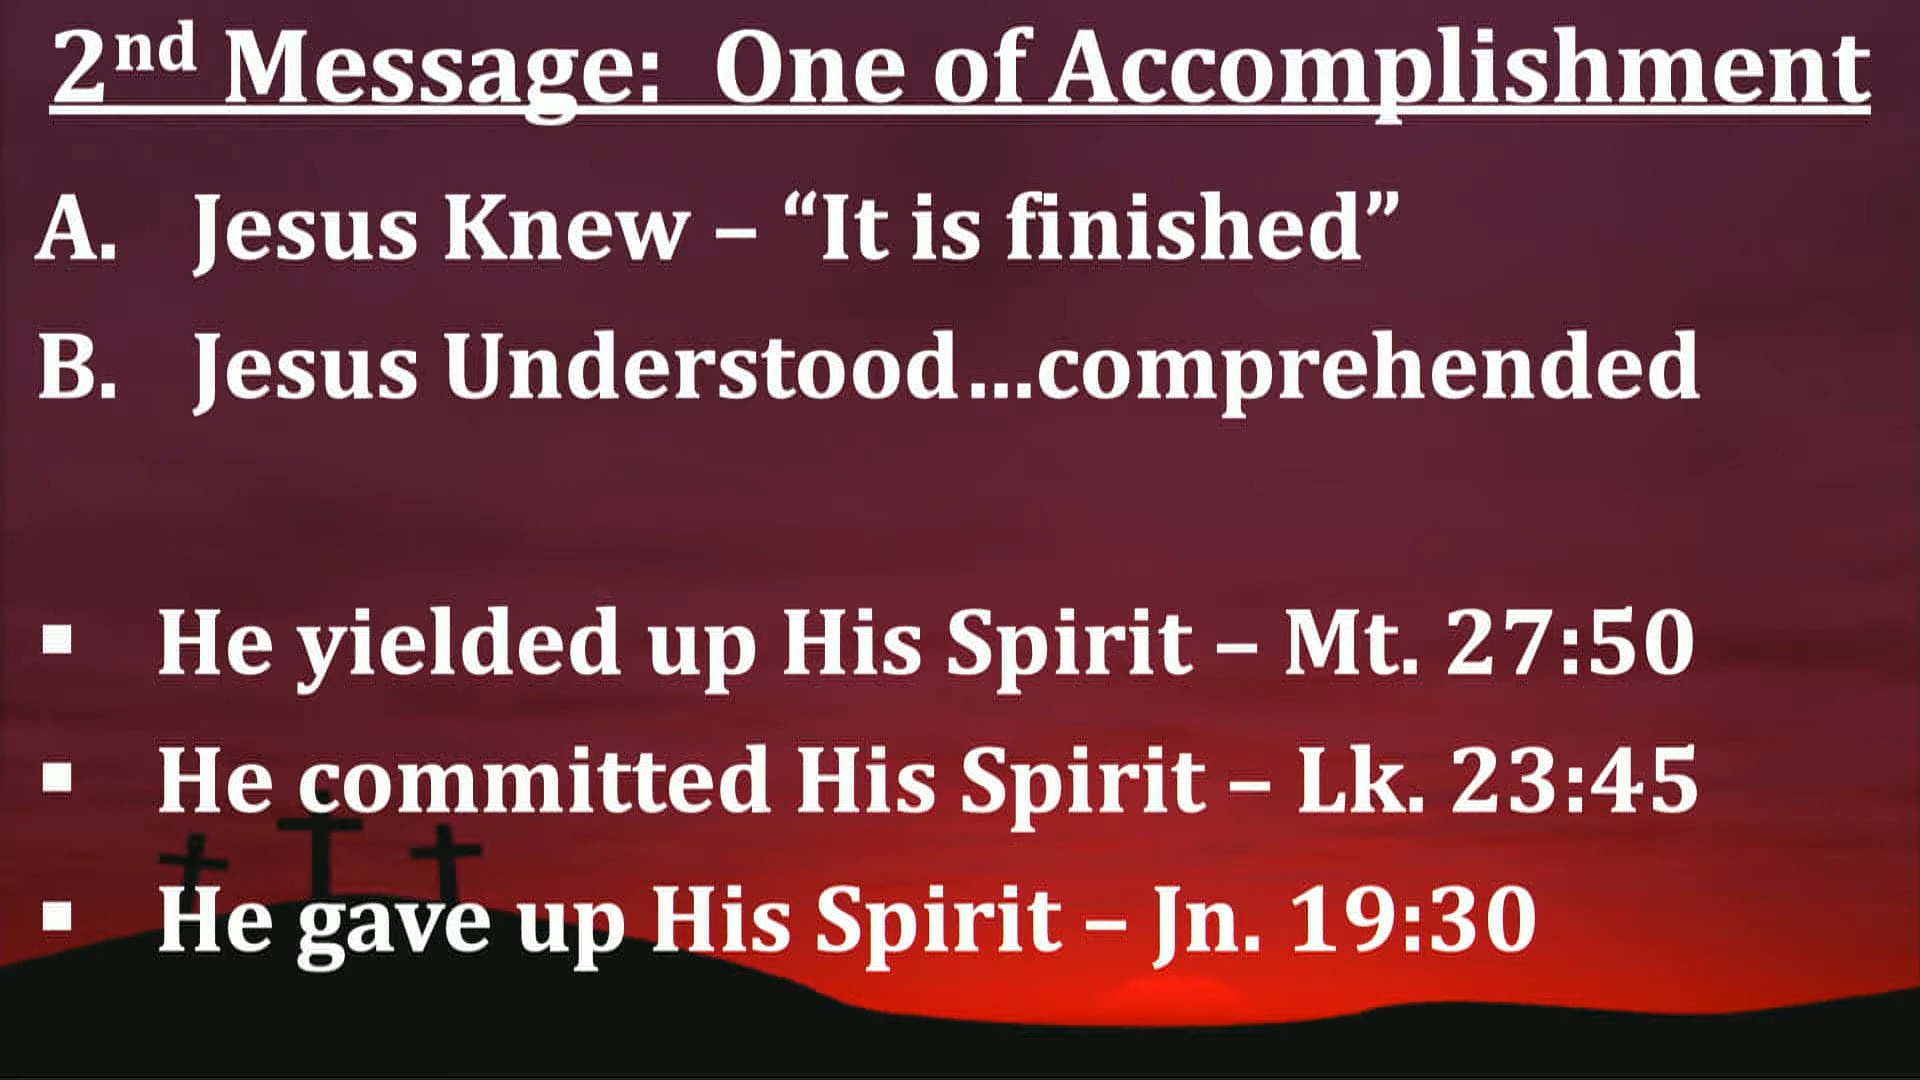 2nd Message:  One of Accomplishment
A. Jesus Knew – “It is finished”
B. Jesus Understood...comprehended
▪ He yielded up His Spirit – Mt. 27:50
▪ He committed His Spirit – Lk. 23:45
▪ He gave up His Spirit – Jn. 19:30